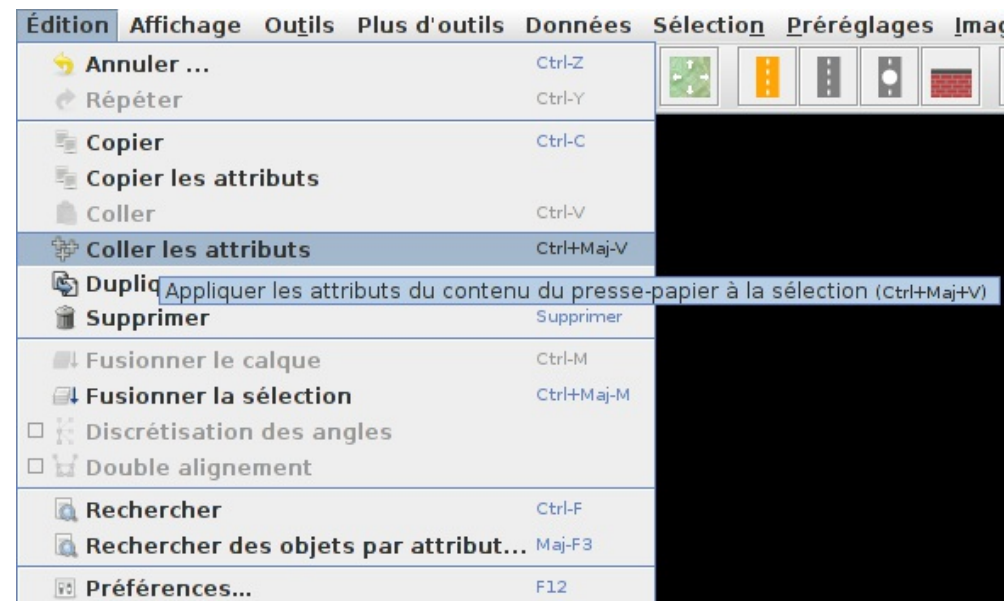 Édition Affichage Outils Plus d'outils Données Sélection Préréglages
Annuler ... Ctrl-Z
Répéter Ctrl-Y
Copier Ctrl-C
Copier les attributs
Coller Ctrl-V
Coller les attributs Ctrl+Maj-V
Appliquer les attributs du contenu du presse-papier à la sélection (Ctrl+Maj+V)
Supprimer Supprimer
Fusionner le calque Ctrl-M
Fusionner la sélection Ctrl+Maj-M
Discrétisation des angles
Double alignement
Rechercher Ctrl-F
Rechercher des objets par attribut... Maj-F3
Préférences... F12